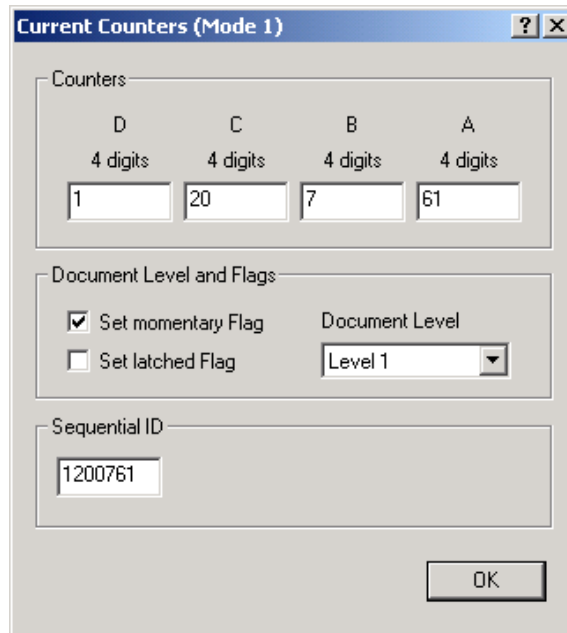 Current Counters (Mode 1)
Counters
D C B A
4 digits 4 digits 4 digits 4 digits
1 20 7 61
Document Level and Flags
Set momentary Flag Document Level
Set latched Flag Level 1
Sequential ID
1200761
OK